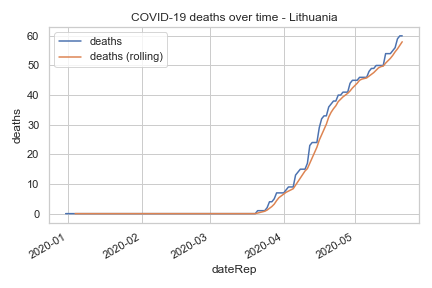 COVID-19 deaths over time - Lithuania
deaths
deaths (rolling)
60
50
40
30
20
10
0
deaths
2020-01
2020-02
2020-03
2020-04
2020-05
dateRep